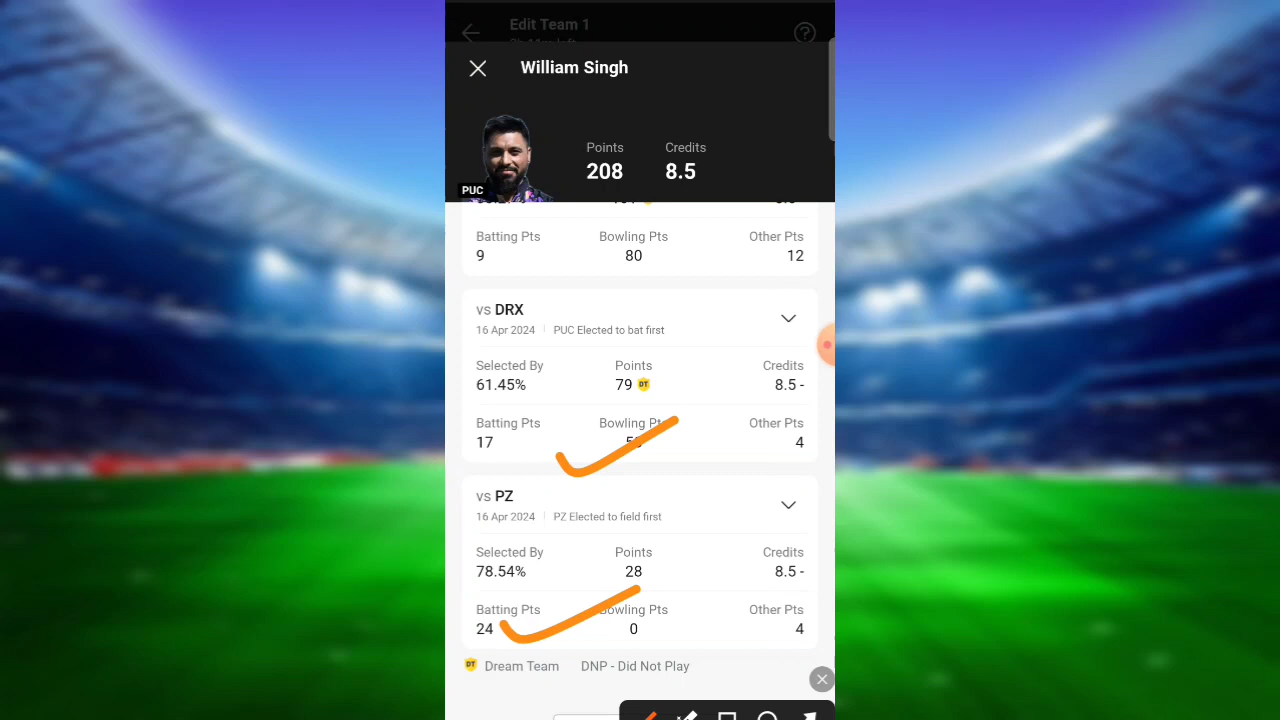 Edit Team 1
William Singh
Points Credits
208 8.5
PUC
Batting Pts Bowling Pts Other Pts
9 80 12
vs DRX
16 Apr 2024 PUC Elected to bat first
Selected By Points Credits
61.45% 79 DT 8.5 -
Batting Pts Bowling Pts Other Pts
17 4
vs PZ
16 Apr 2024 PZ Elected to field first
Selected By Points Credits
78.54% 28 8.5 -
Batting Pts Bowling Pts Other Pts
24 0 4
DT Dream Team DNP - Did Not Play